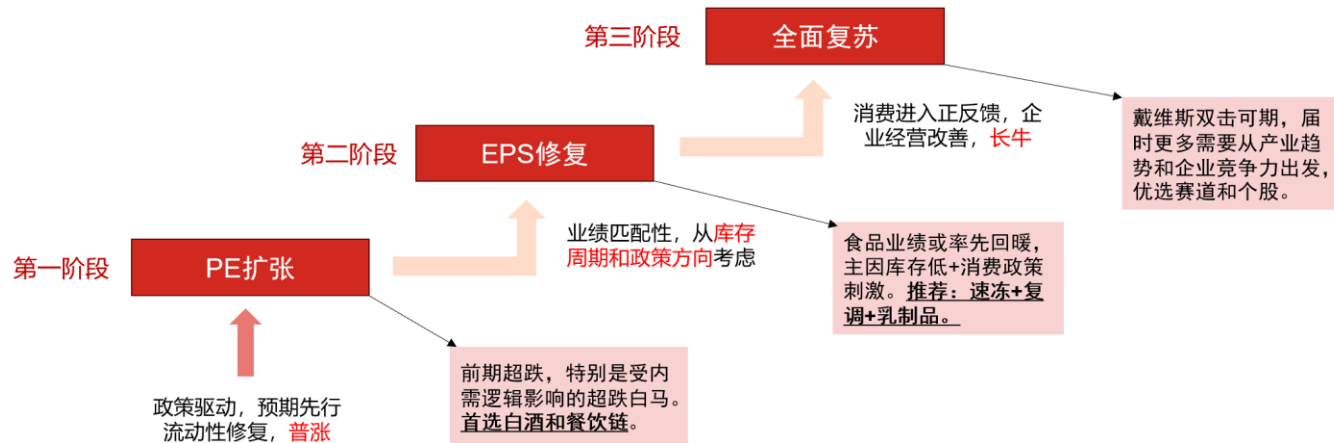 第三阶段
全面复苏
消费进入正反馈，企
业经营改善，长牛
戴维斯双击可期，届
时更多需要从产业趋
势和企业竞争力出发，
优选赛道和个股。
第二阶段
EPS修复
业绩匹配性，从库存
周期和政策方向考虑
食品业绩或率先回暖，
主因库存低+消费政策
刺激。推荐：速冻+复
调+乳制品。
第一阶段
PE扩张
政策驱动，预期先行
流动性修复，普涨
前期超跌，特别是受内
需逻辑影响的超跌白马。
首选白酒和餐饮链。